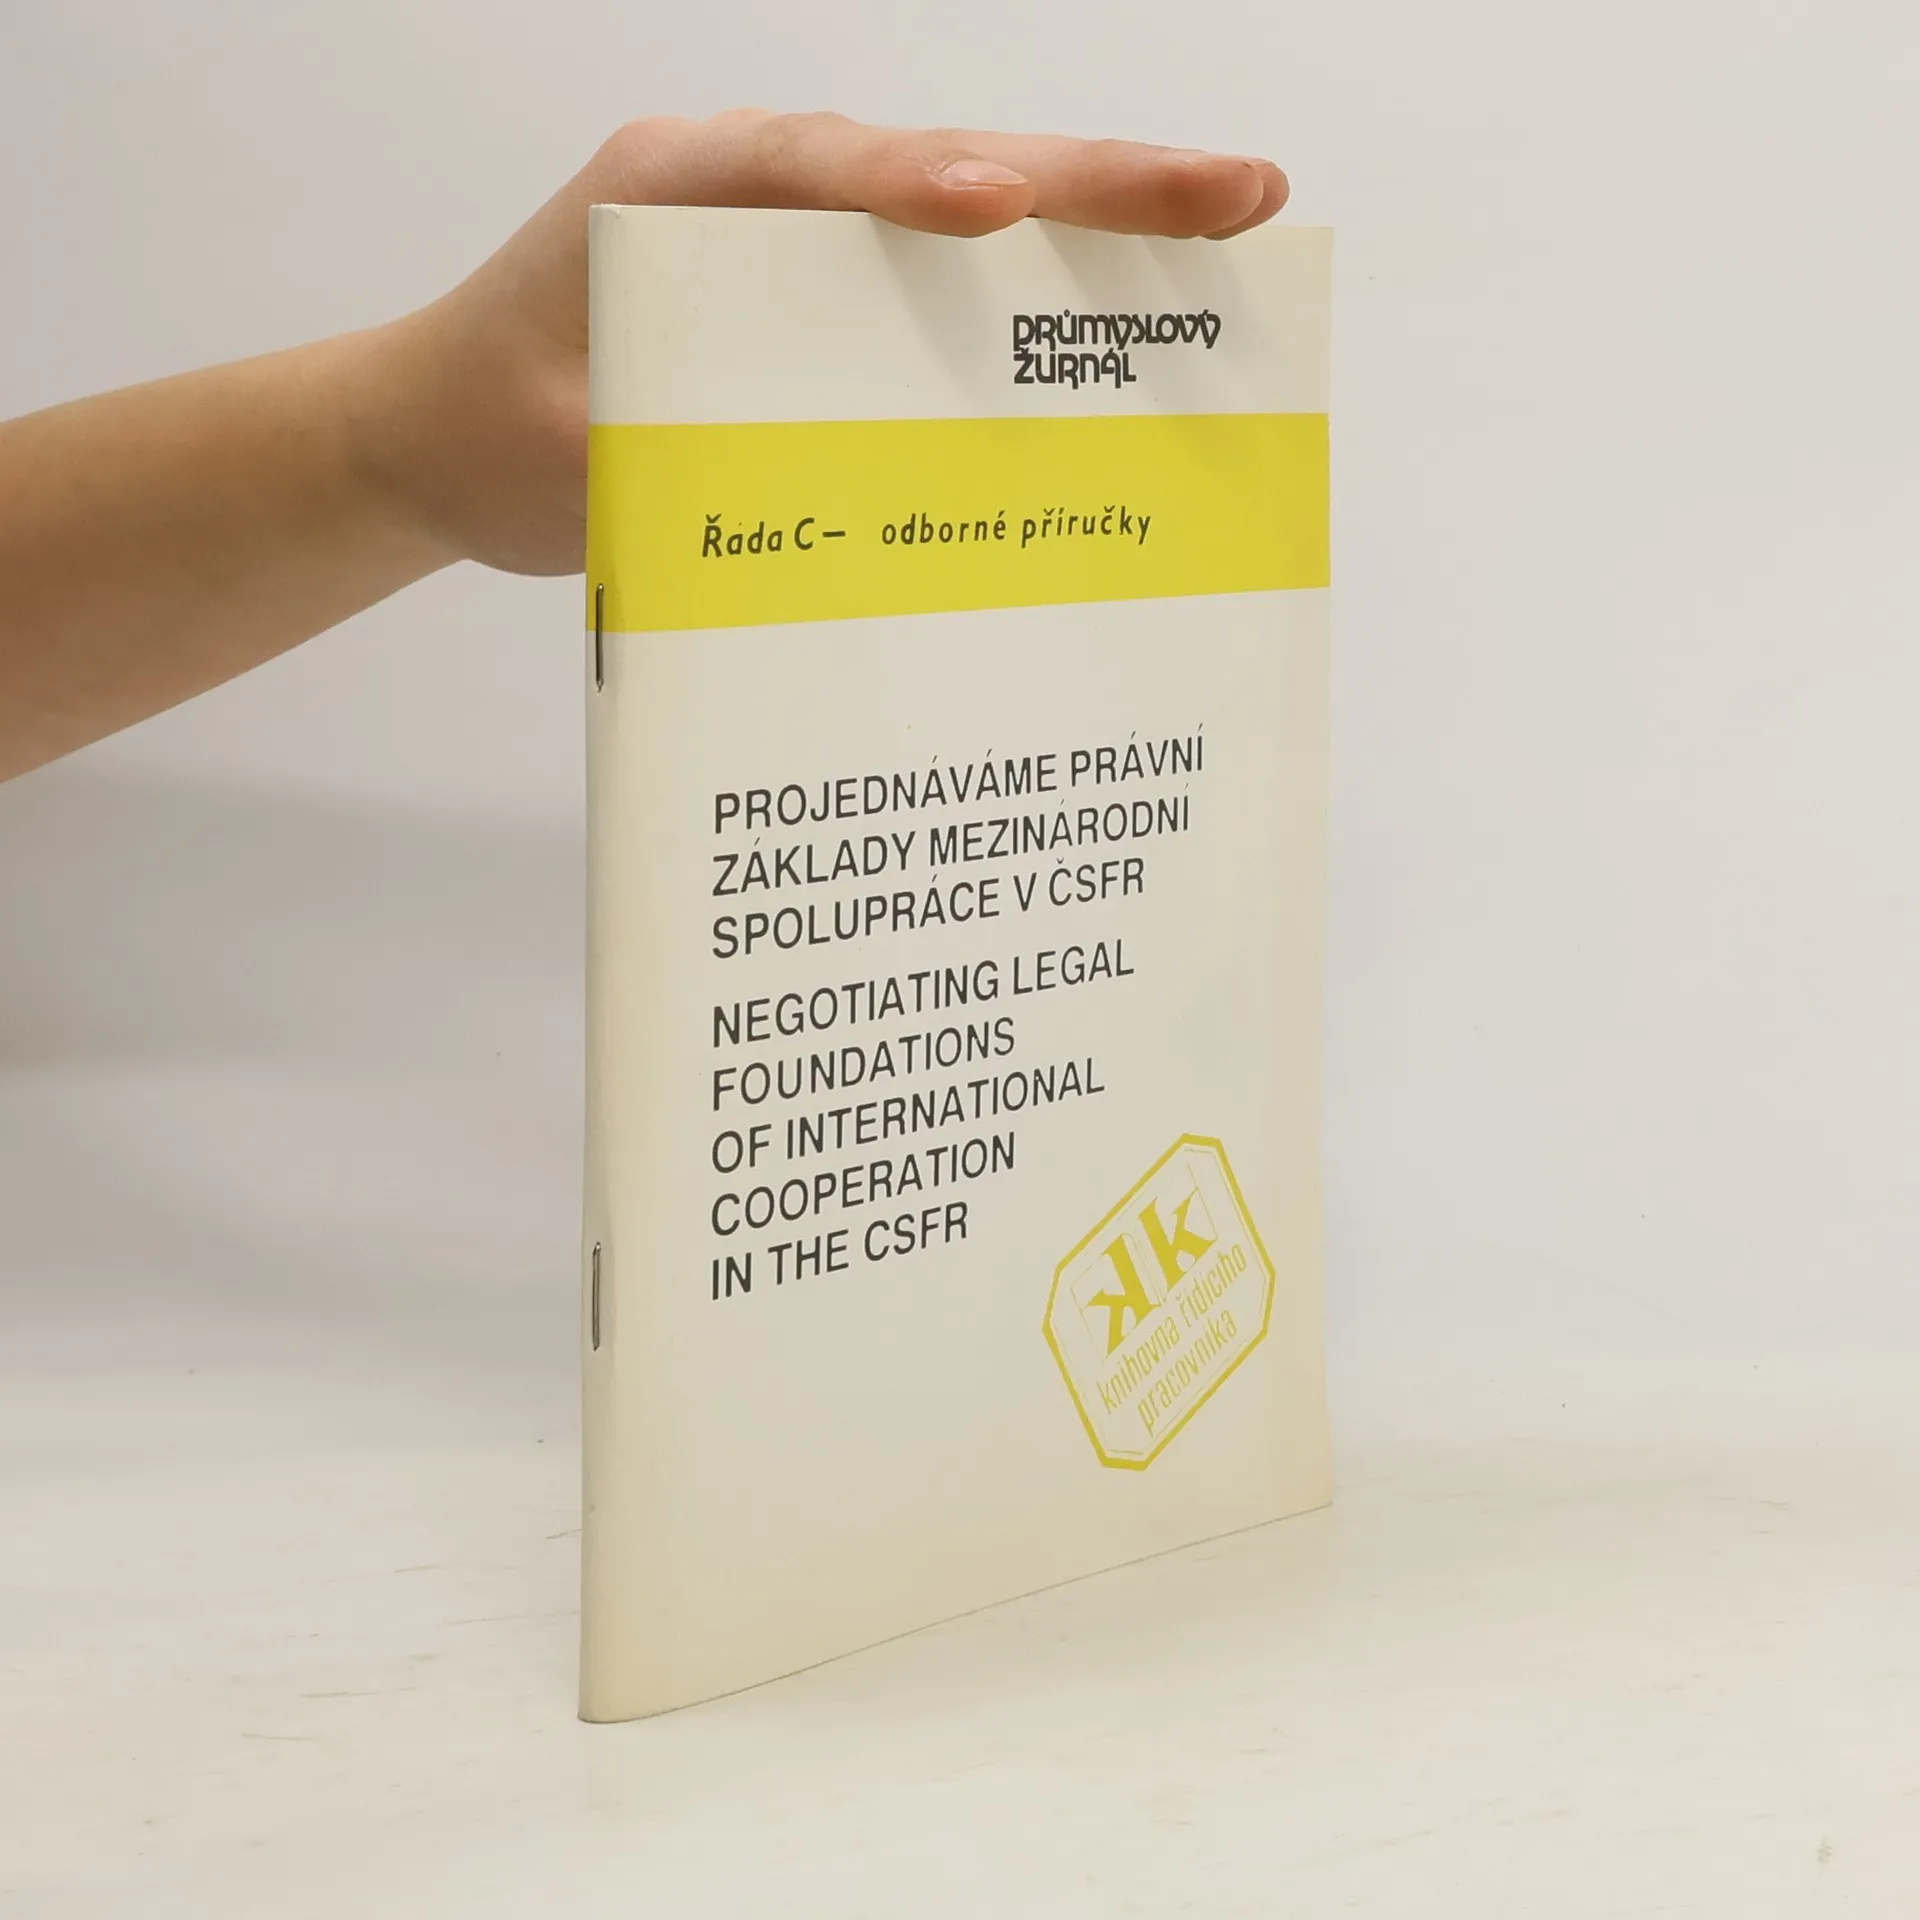 PRŮMYSLOVÝ
ŽURNÁL
Řada C – odborné příručky
PROJEDNÁVÁME PRÁVNÍ
ZÁKLADY MEZINÁRODNÍ
SPOLUPRÁCE V ČSFR
NEGOTIATING LEGAL
FOUNDATIONS
OF INTERNATIONAL
COOPERATION
IN THE CSFR
kk
knihovna řídícího
pracovníka